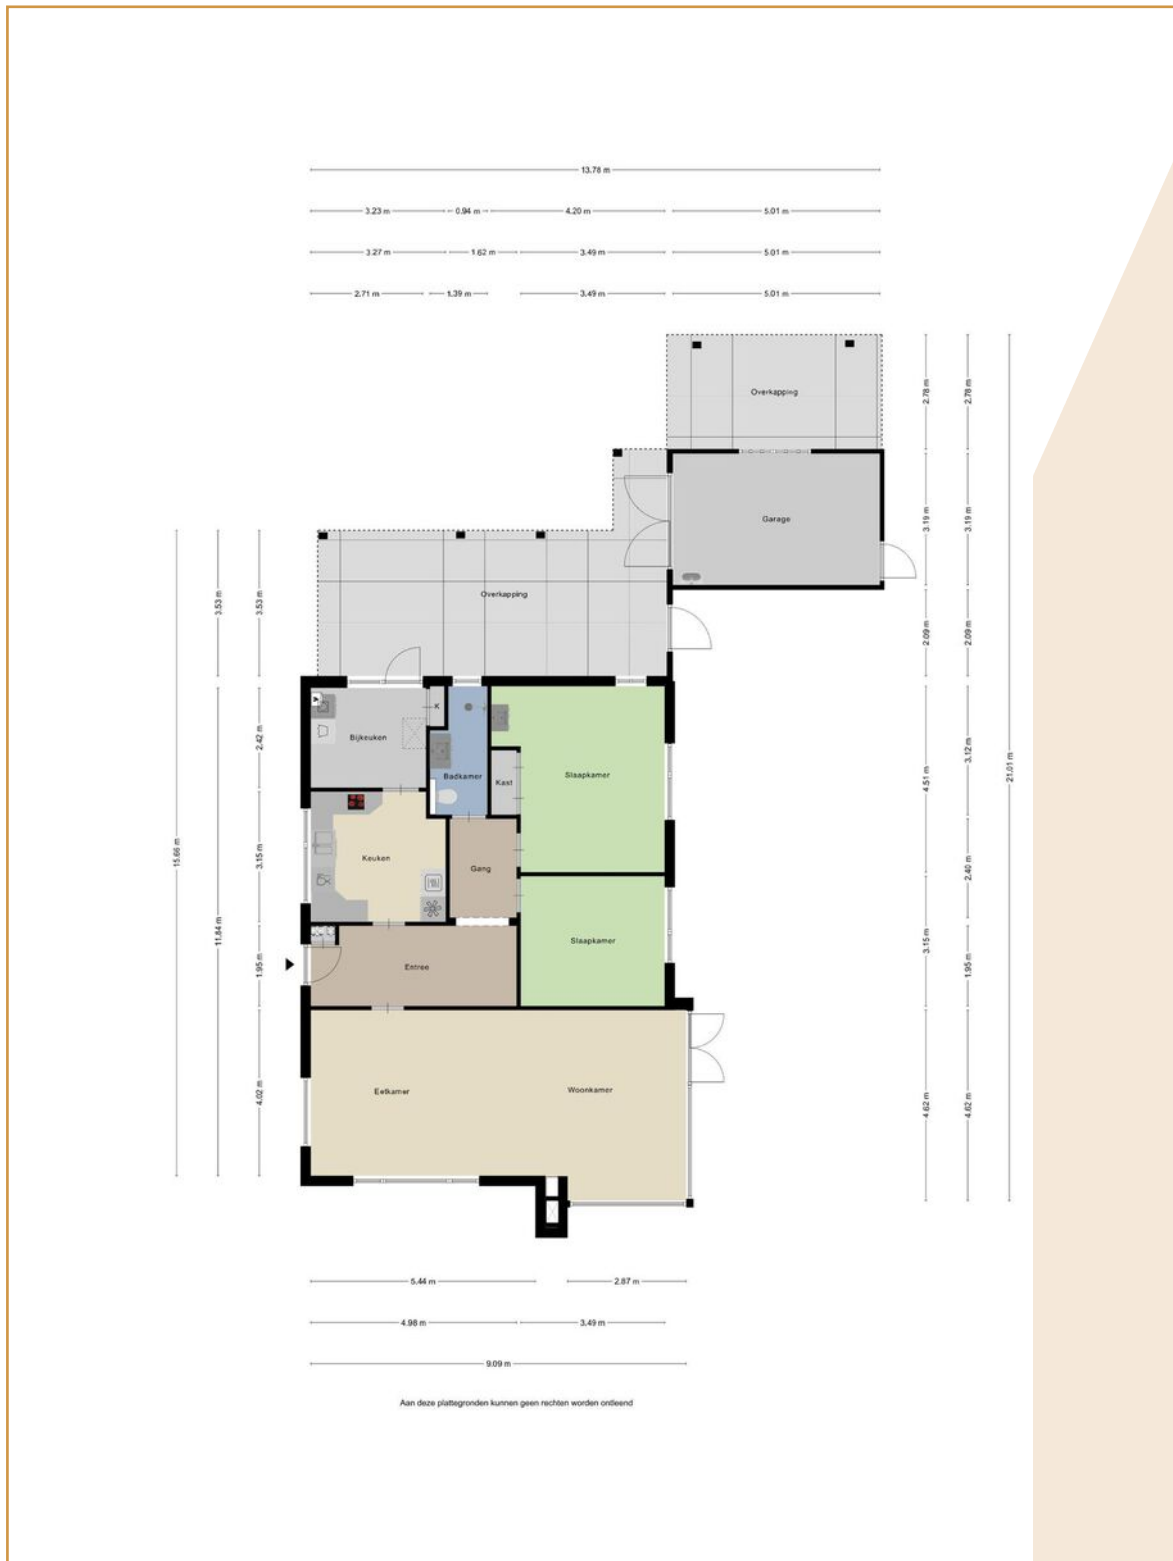 13.78 m
3.23 m
0.94 m
4.20 m
5.01 m
3.27 m
1.62 m
3.49 m
5.01 m
2.71 m
1.39 m
3.49 m
5.01 m
Overkapping
2.78 m
2.78 m
Garage
3.19 m
3.19 m
Overkapping
3.53 m
3.53 m
2.09 m
2.09 m
K
Bijkeuken
Badkamer
Kast
Slaapkamer
2.42 m
4.51 m
3.12 m
21.01 m
15.66 m
Keuken
Gang
3.15 m
2.40 m
11.84 m
Slaapkamer
3.15 m
Entree
1.95 m
1.95 m
Eetkamer
Woonkamer
4.02 m
4.62 m
4.62 m
5.44 m
2.87 m
4.98 m
3.49 m
9.09 m
Aan deze plattegronden kunnen geen rechten worden ontleend